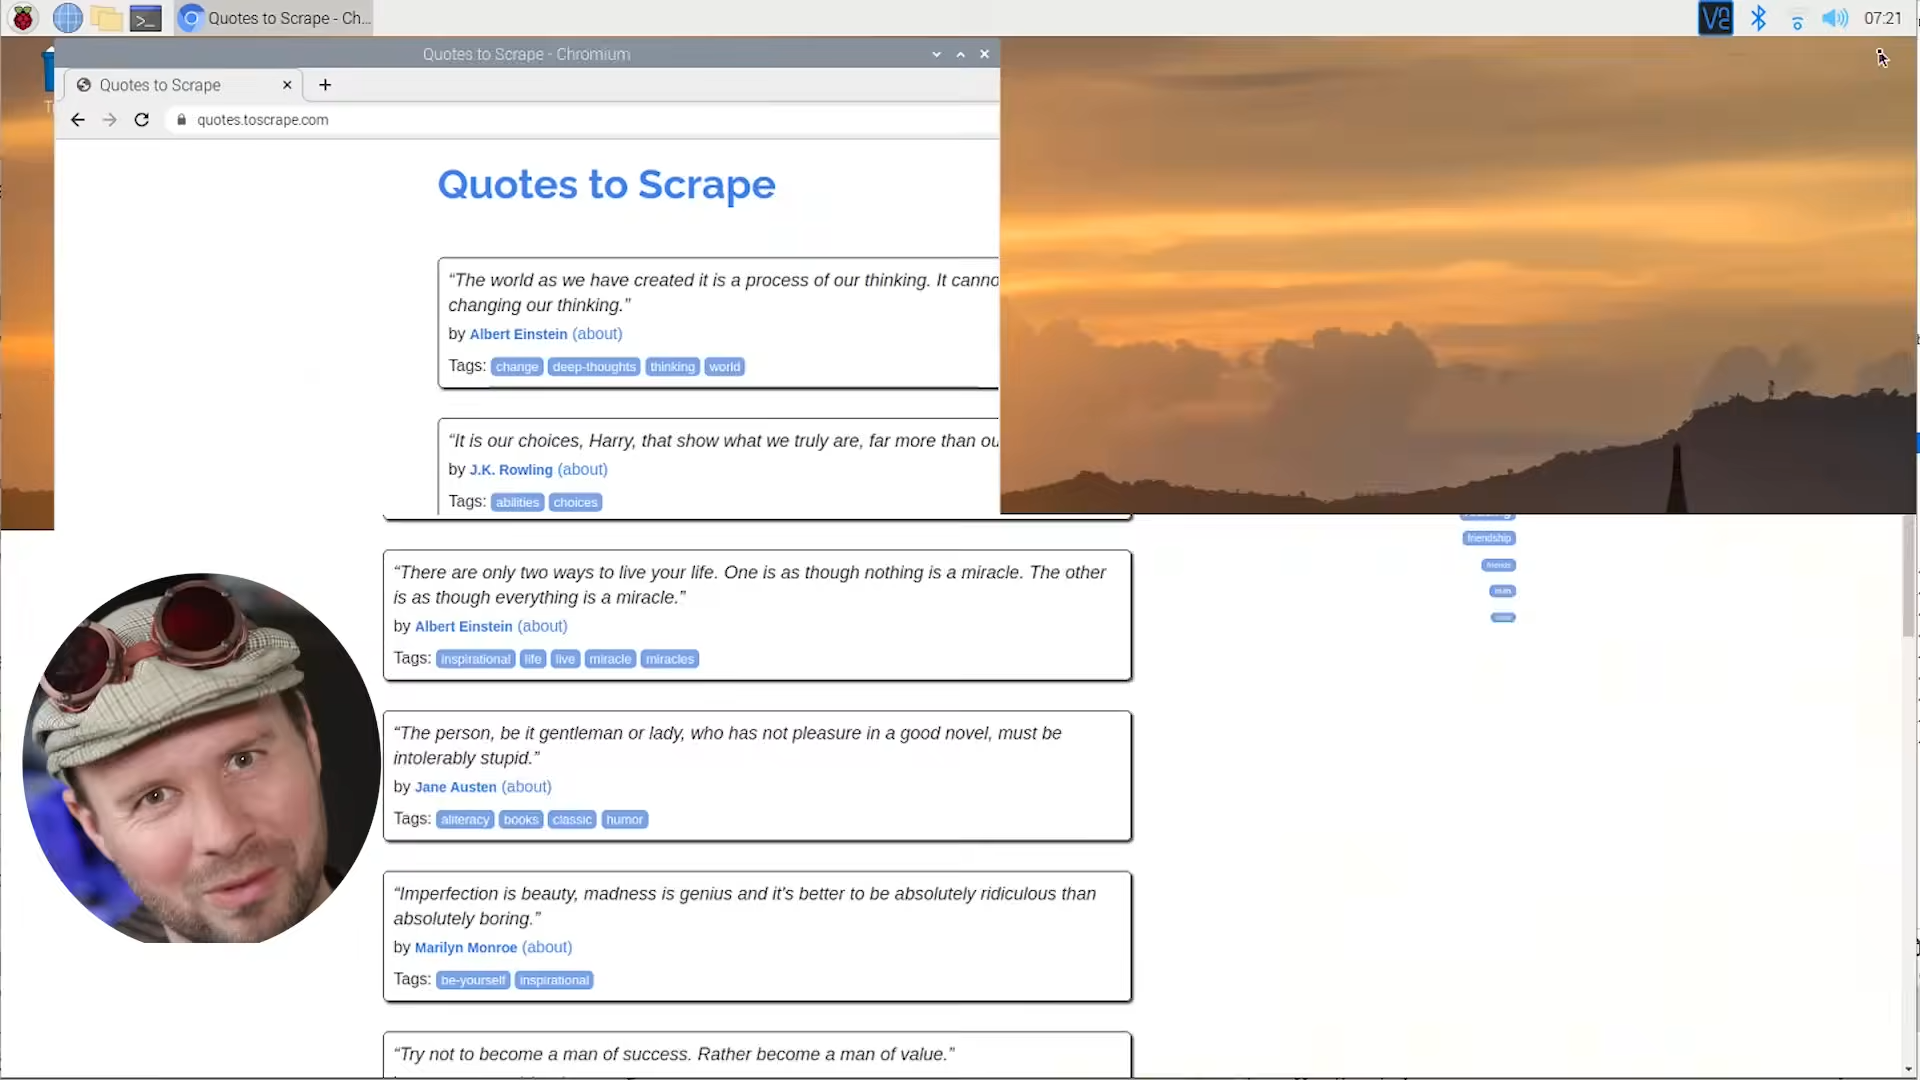 Quotes to Scrape - Ch...
V2
07:21
Quotes to Scrape - Chromium
Quotes to Scrape
quotes.toscrape.com
Quotes to Scrape
“The world as we have created it is a process of our thinking. It canno
changing our thinking.”
by Albert Einstein (about)
Tags: change deep-thoughts thinking world
“It is our choices, Harry, that show what we truly are, far more than ou
by J.K. Rowling (about)
Tags: abilities choices
friendship
friends
“There are only two ways to live your life. One is as though nothing is a miracle. The other
is as though everything is a miracle.”
by Albert Einstein (about)
Tags: inspirational life live miracle miracles
“The person, be it gentleman or lady, who has not pleasure in a good novel, must be
intolerably stupid.”
by Jane Austen (about)
Tags: aliteracy books classic humor
“Imperfection is beauty, madness is genius and it's better to be absolutely ridiculous than
absolutely boring.”
by Marilyn Monroe (about)
Tags: be-yourself inspirational
“Try not to become a man of success. Rather become a man of value.”